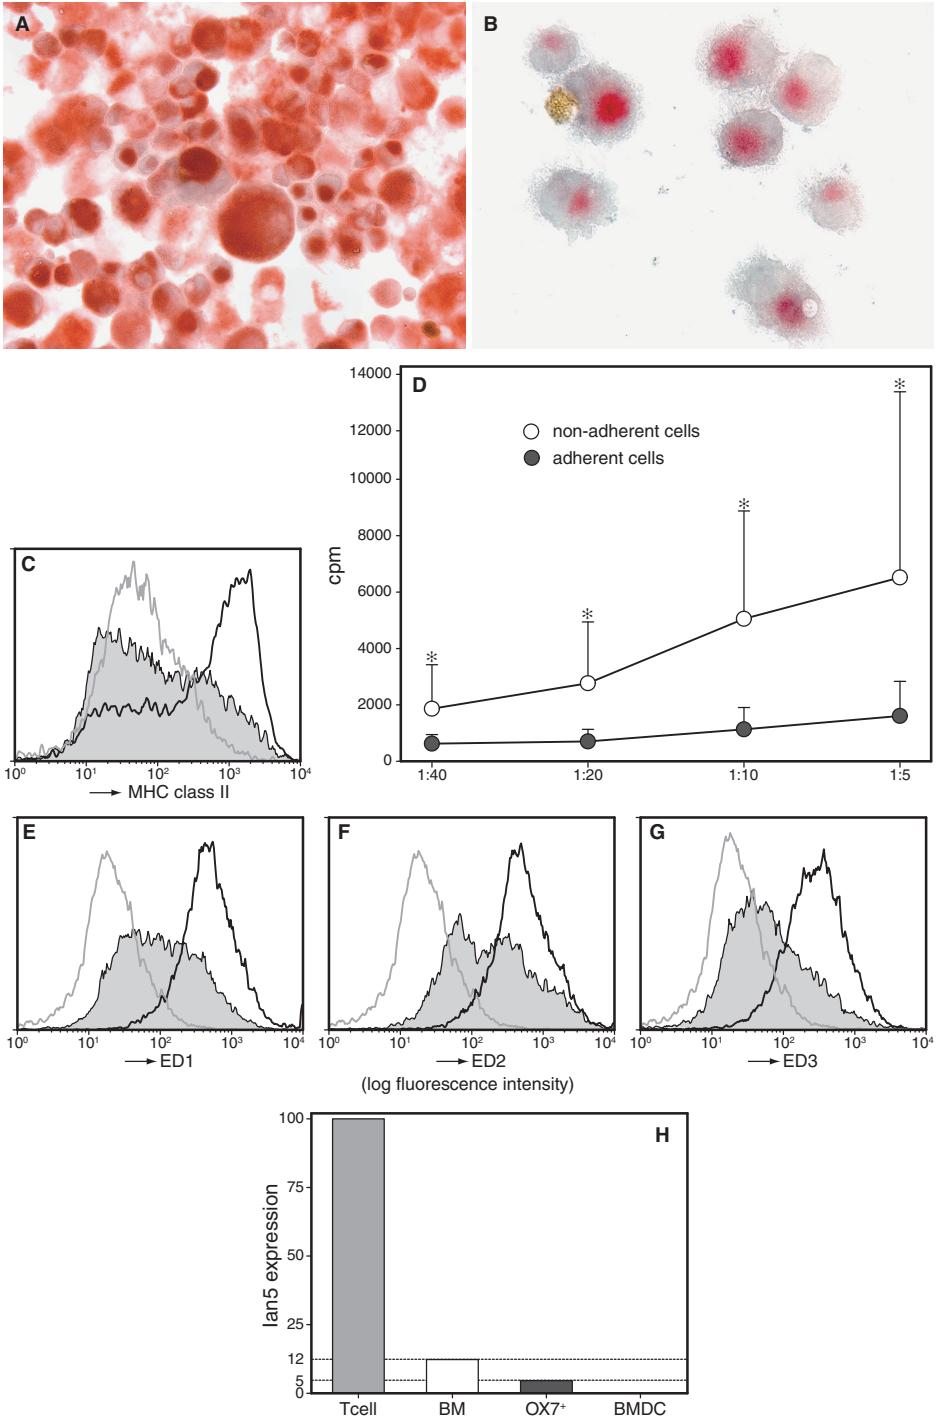 A
B
D
14000
12000
10000
8000
6000
4000
2000
0
cpm
non-adherent cells
adherent cells
*
*
*
*
1:40
1:20
1:10
1:5
C
10⁰
10¹
10²
10³
10⁴
→ MHC class II
E
10⁰
10¹
10²
10³
10⁴
→ ED1
F
10⁰
10¹
10²
10³
10⁴
→ ED2
(log fluorescence intensity)
G
10⁰
10¹
10²
10³
10⁴
→ ED3
H
100
75
50
25
12
5
0
Ian5 expression
Tcell
BM
OX7⁺
BMDC